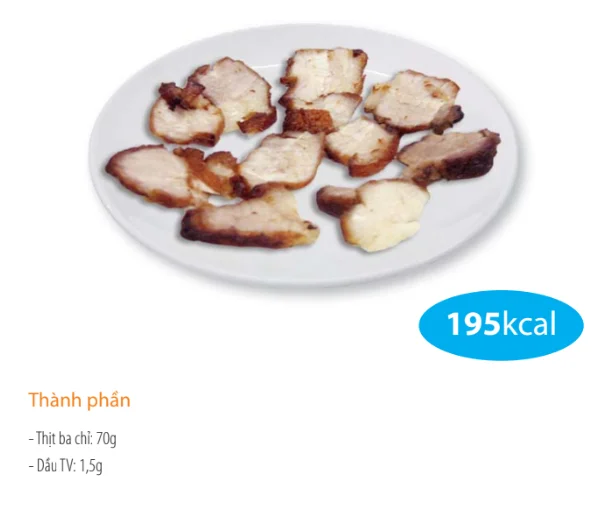 195kcal
Thành phần
- Thịt ba chỉ: 70g
- Dầu TV: 1,5g